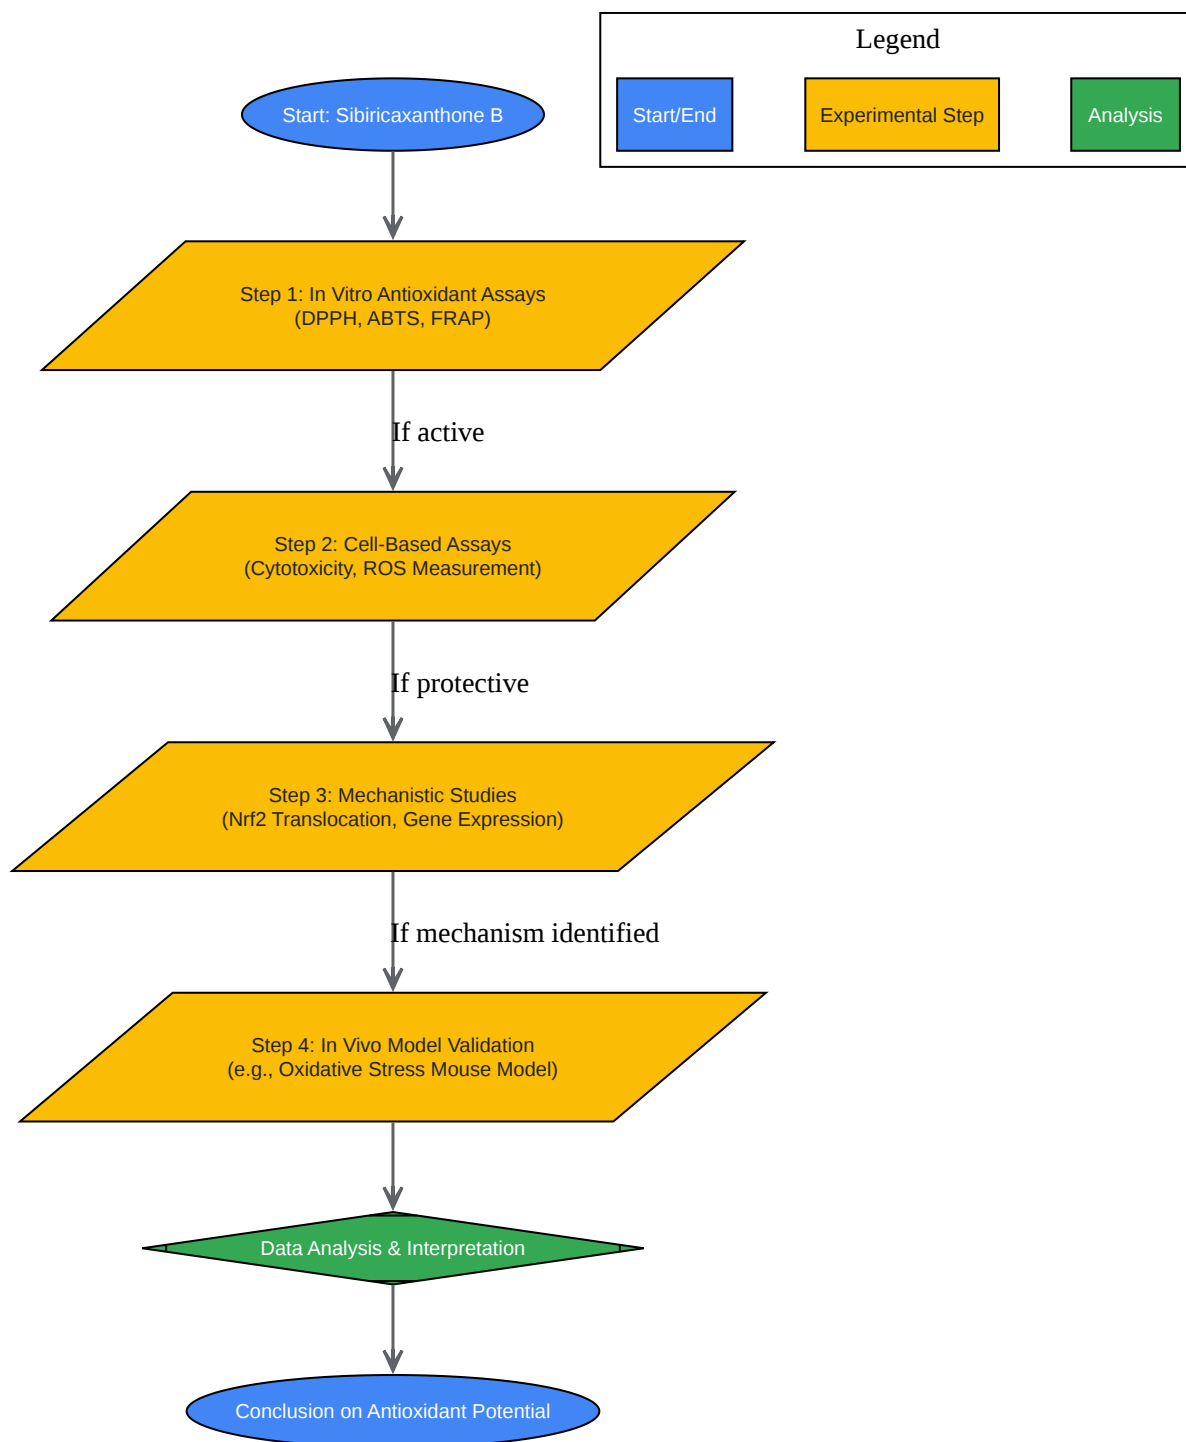 Legend
Start/End
Experimental Step
Analysis
Start: Sibiricaxanthone B
Step 1: In Vitro Antioxidant Assays
(DPPH, ABTS, FRAP)
If active
Step 2: Cell-Based Assays
(Cytotoxicity, ROS Measurement)
If protective
Step 3: Mechanistic Studies
(Nrf2 Translocation, Gene Expression)
If mechanism identified
Step 4: In Vivo Model Validation
(e.g., Oxidative Stress Mouse Model)
Data Analysis & Interpretation
Conclusion on Antioxidant Potential